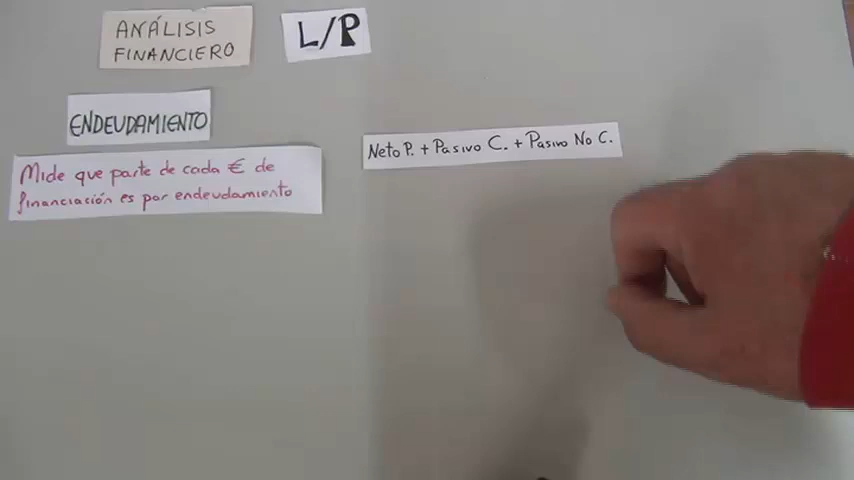 ANÁLISIS
FINANCIERO
L/P
ENDEUDAMIENTO
Mide que parte de cada € de
financiación es por endeudamiento
Neto P. + Pasivo C. + Pasivo No C.